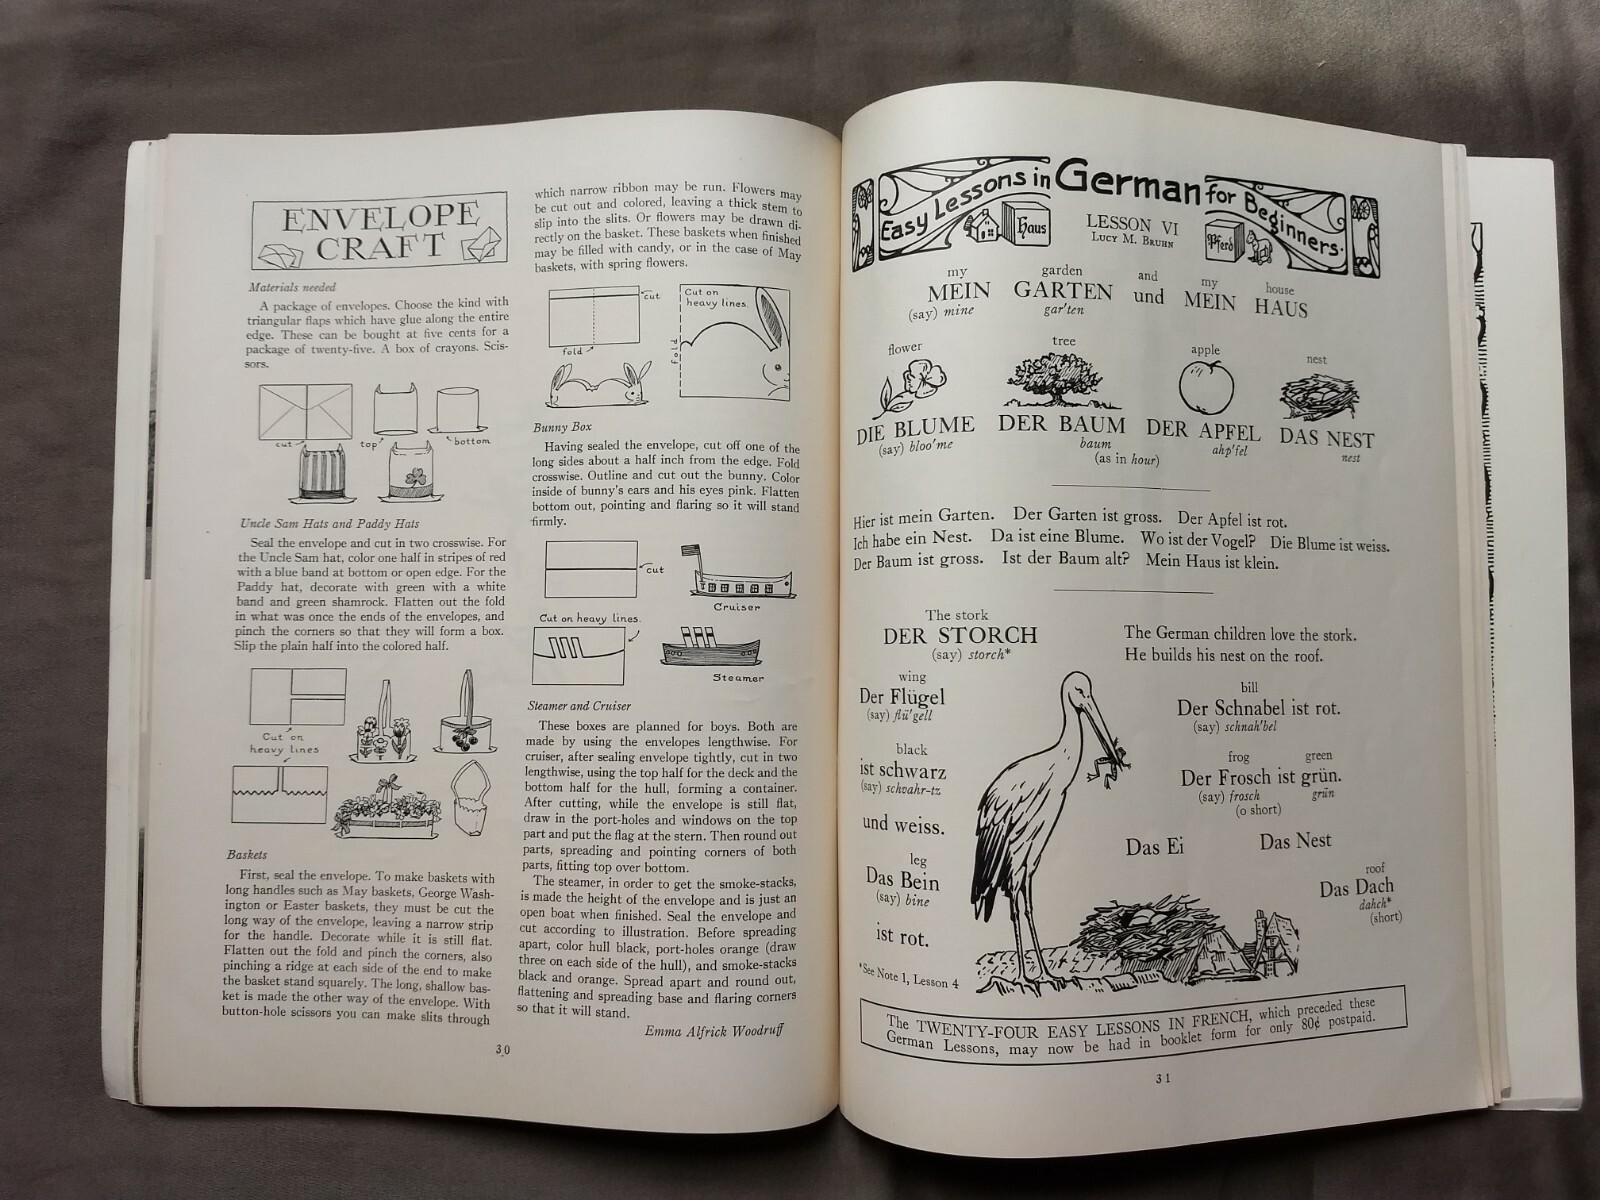 ENVELOPE
CRAFT
Materials needed
A package of envelopes. Choose the kind with
triangular flaps which have glue along the entire
edge. These can be bought at five cents for a
package of twenty-five. A box of crayons. Scis-
sors.
cut
top
bottom
Uncle Sam Hats and Paddy Hats
Seal the envelope and cut in two crosswise. For
the Uncle Sam hat, color one half in stripes of red
with a blue band at bottom or open edge. For the
Paddy hat, decorate with green with a white
band and green shamrock. Flatten out the fold
in what was once the ends of the envelopes, and
pinch the corners so that they will form a box.
Slip the plain half into the colored half.
Cut on
heavy lines
Baskets
First, seal the envelope. To make baskets with
long handles such as May baskets, George Wash-
ington or Easter baskets, they must be cut the
long way of the envelope, leaving a narrow strip
for the handle. Decorate while it is still flat.
Flatten out the fold and pinch the corners, also
pinching a ridge at each side of the end to make
the basket stand squarely. The long, shallow bas-
ket is made the other way of the envelope. With
button-hole scissors you can make slits through
which narrow ribbon may be run. Flowers may
be cut out and colored, leaving a thick stem to
slip into the slits. Or flowers may be drawn di-
rectly on the basket. These baskets when finished
may be filled with candy, or in the case of May
baskets, with spring flowers.
cut
fold
Cut on
heavy lines.
fold
Bunny Box
Having sealed the envelope, cut off one of the
long sides about a half inch from the edge. Fold
crosswise. Outline and cut out the bunny. Color
inside of bunny's ears and his eyes pink. Flatten
bottom out, pointing and flaring so it will stand
firmly.
cut
Cruiser
Cut on heavy lines.
Steamer
Steamer and Cruiser
These boxes are planned for boys. Both are
made by using the envelopes lengthwise. For
cruiser, after sealing envelope tightly, cut in two
lengthwise, using the top half for the deck and the
bottom half for the hull, forming a container.
After cutting, while the envelope is still flat,
draw in the port-holes and windows on the top
part and put the flag at the stern. Then round out
parts, spreading and pointing corners of both
parts, fitting top over bottom.
The steamer, in order to get the smoke-stacks,
is made the height of the envelope and is just an
open boat when finished. Seal the envelope and
cut according to illustration. Before spreading
apart, color hull black, port-holes orange (draw
three on each side of the hull), and smoke-stacks
black and orange. Spread apart and round out,
flattening and spreading base and flaring corners
so that it will stand.
Emma Alfrick Woodruff
30
Easy Lessons in German for Beginners.
Haus
LESSON VI
LUCY M. BRUHN
Pferd
my garden and my house
MEIN GARTEN und MEIN HAUS
(say) mine gar'ten
flower tree apple nest
DIE BLUME DER BAUM DER APFEL DAS NEST
(say) bloo'me baum ahp'fel nest
(as in hour)
Hier ist mein Garten. Der Garten ist gross. Der Apfel ist rot.
Ich habe ein Nest. Da ist eine Blume. Wo ist der Vogel? Die Blume ist weiss.
Der Baum ist gross. Ist der Baum alt? Mein Haus ist klein.
The stork
DER STORCH
(say) storch*
The German children love the stork.
He builds his nest on the roof.
wing
Der Flügel
(say) flü'gell
black
ist schwarz
(say) schvahr-tz
und weiss.
leg
Das Bein
(say) bine
ist rot.
*See Note 1, Lesson 4
bill
Der Schnabel ist rot.
(say) schnah'bel
frog green
Der Frosch ist grün.
(say) frosch grün
(o short)
Das Ei Das Nest
roof
Das Dach
dahch*
(short)
The TWENTY-FOUR EASY LESSONS IN FRENCH, which preceded these
German Lessons, may now be had in booklet form for only 80¢ postpaid.
31